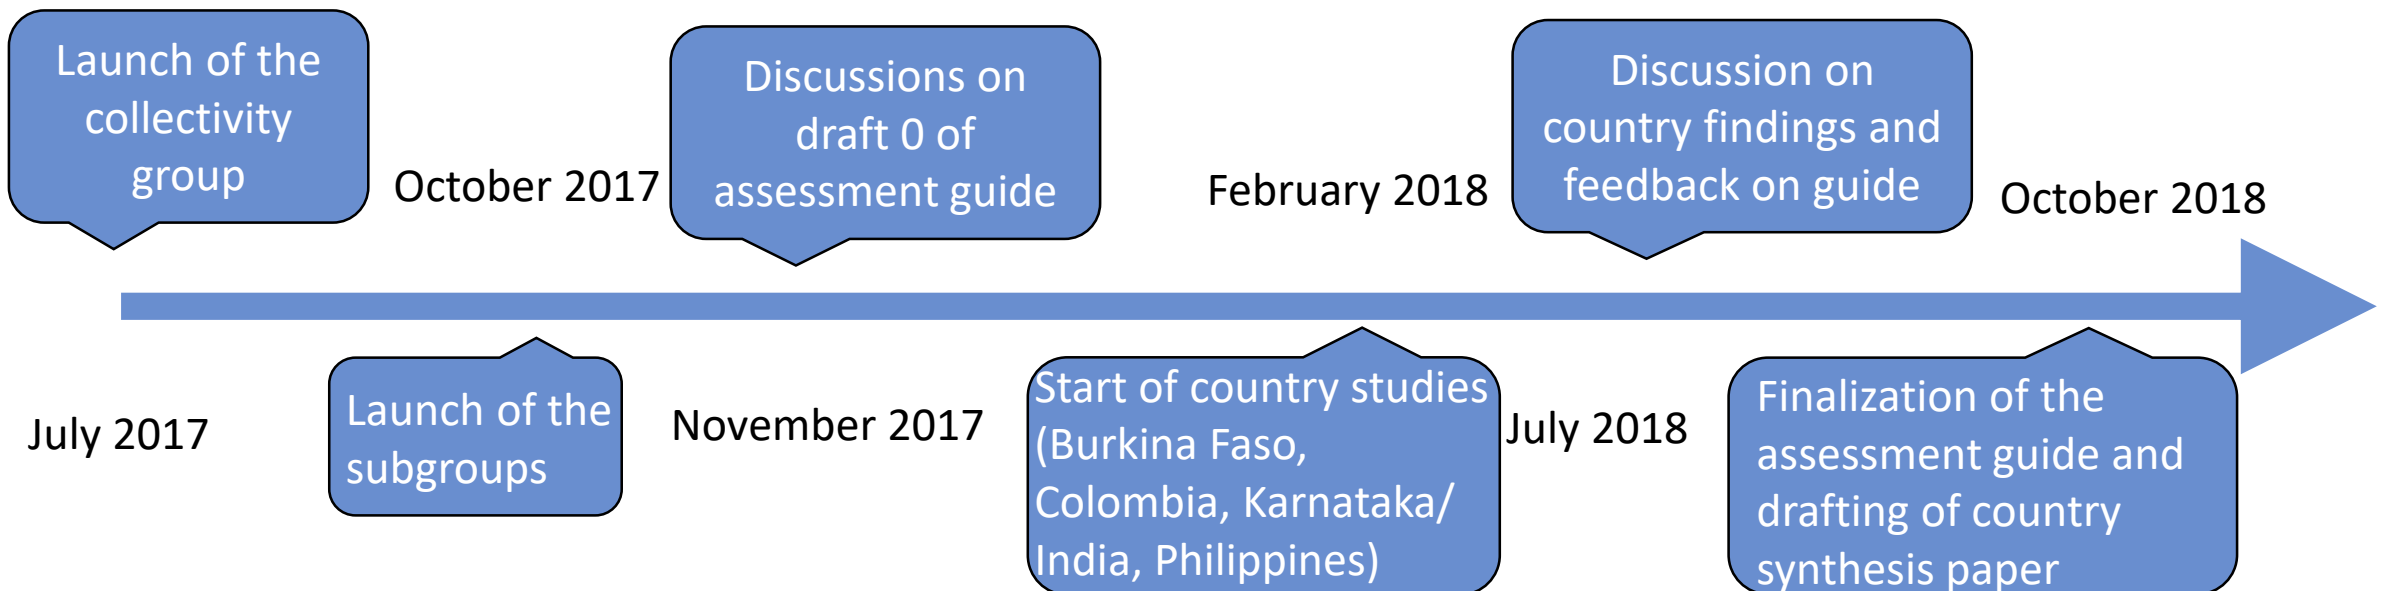 Launch of the
collectivity
group
July 2017
October 2017
Launch of the
subgroups
Discussions on
draft 0 of
assessment guide
November 2017
February 2018
Start of country studies
(Burkina Faso,
Colombia, Karnataka/
India, Philippines)
Discussion on
country findings and
feedback on guide
July 2018
October 2018
Finalization of the
assessment guide and
drafting of country
synthesis paper